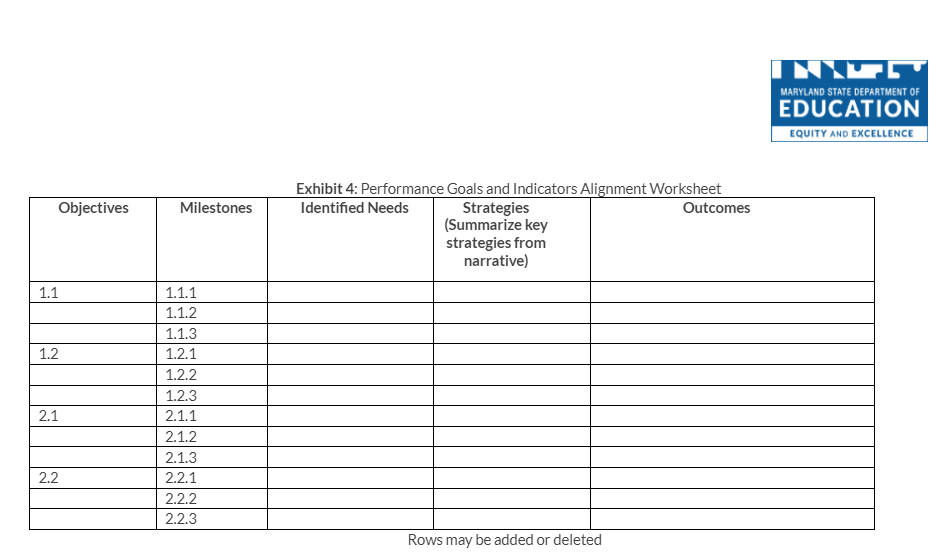 MARYLAND STATE DEPARTMENT OF
EDUCATION
EQUITY AND EXCELLENCE
Exhibit 4: Performance Goals and Indicators Alignment Worksheet
Objectives Milestones Identified Needs Strategies Outcomes
(Summarize key
strategies from
narrative)
1.1 1.1.1
1.1.2
1.1.3
1.2 1.2.1
1.2.2
1.2.3
2.1 2.1.1
2.1.2
2.1.3
2.2 2.2.1
2.2.2
2.2.3
Rows may be added or deleted